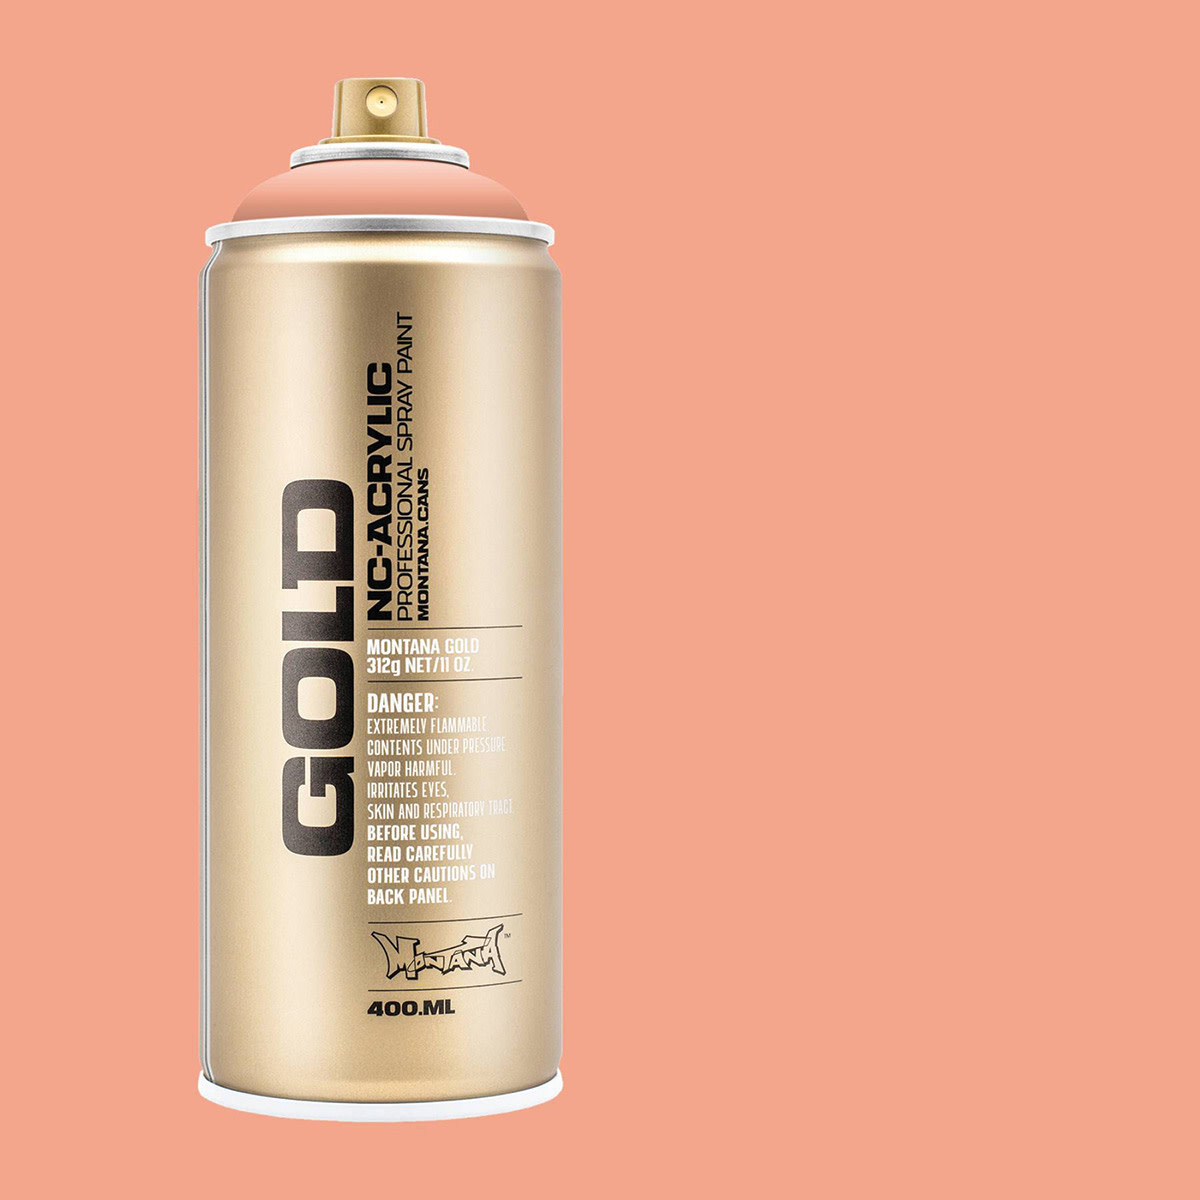 GOLD
NC-ACRYLIC
PROFESSIONAL SPRAY PAINT
MONTANA.CANS
MONTANA GOLD
312g NET/11 OZ.
DANGER:
EXTREMELY FLAMMABLE
CONTENTS UNDER PRESSURE
VAPOR HARMFUL.
IRRITATES EYES,
SKIN AND RESPIRATORY TRACT.
BEFORE USING,
READ CAREFULLY
OTHER CAUTIONS ON
BACK PANEL.
MONTANA™
400.ML